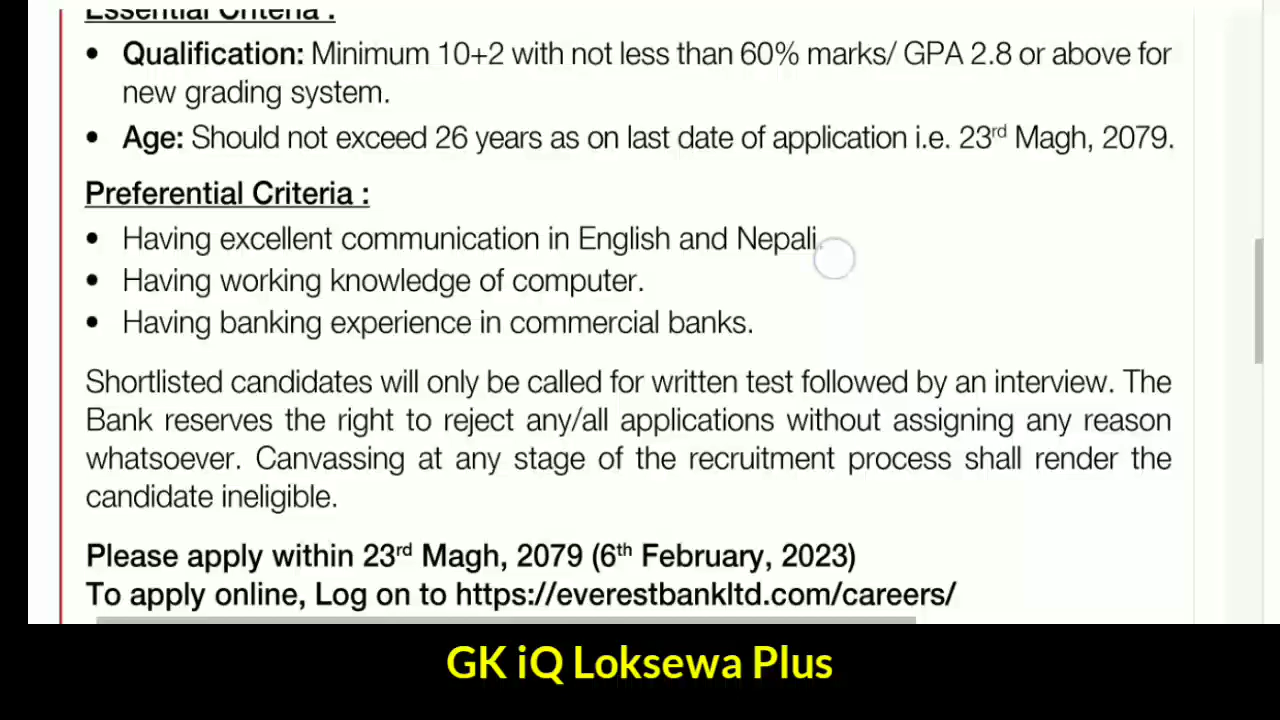 Essential Criteria :
• Qualification: Minimum 10+2 with not less than 60% marks/ GPA 2.8 or above for
new grading system.
• Age: Should not exceed 26 years as on last date of application i.e. 23rd Magh, 2079.
Preferential Criteria :
• Having excellent communication in English and Nepali.
• Having working knowledge of computer.
• Having banking experience in commercial banks.
Shortlisted candidates will only be called for written test followed by an interview. The
Bank reserves the right to reject any/all applications without assigning any reason
whatsoever. Canvassing at any stage of the recruitment process shall render the
candidate ineligible.
Please apply within 23rd Magh, 2079 (6th February, 2023)
To apply online, Log on to https://everestbankltd.com/careers/
GK iQ Loksewa Plus